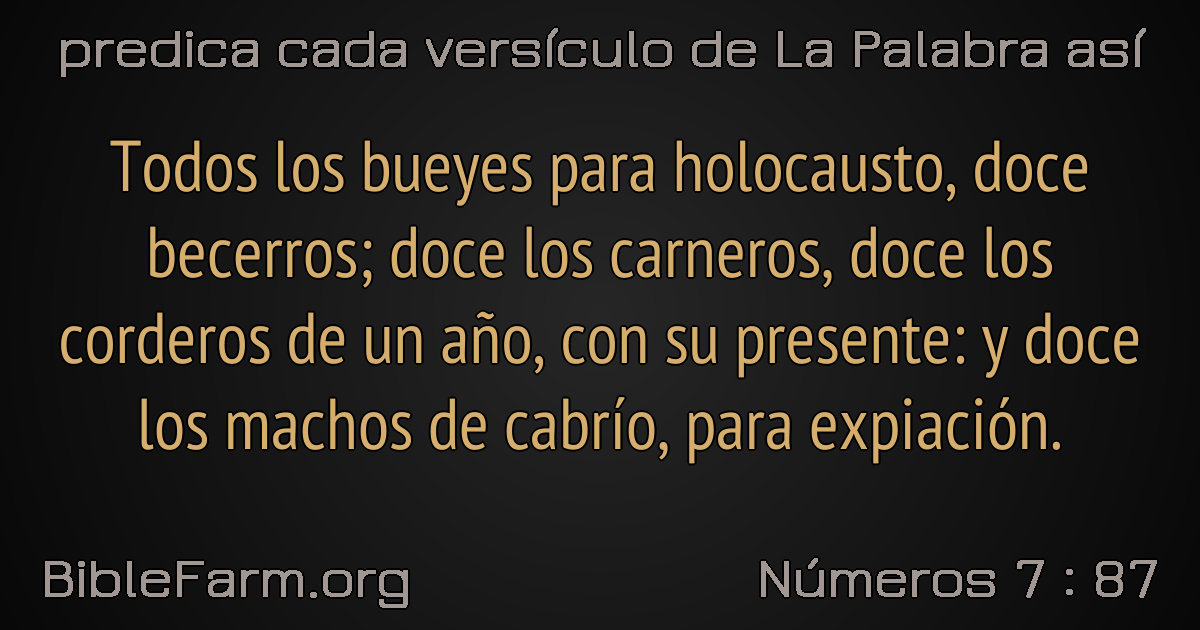 predica cada versículo de La Palabra así
Todos los bueyes para holocausto, doce
becerros; doce los carneros, doce los
corderos de un año, con su presente: y doce
los machos de cabrío, para expiación.
BibleFarm.org
Números 7 : 87